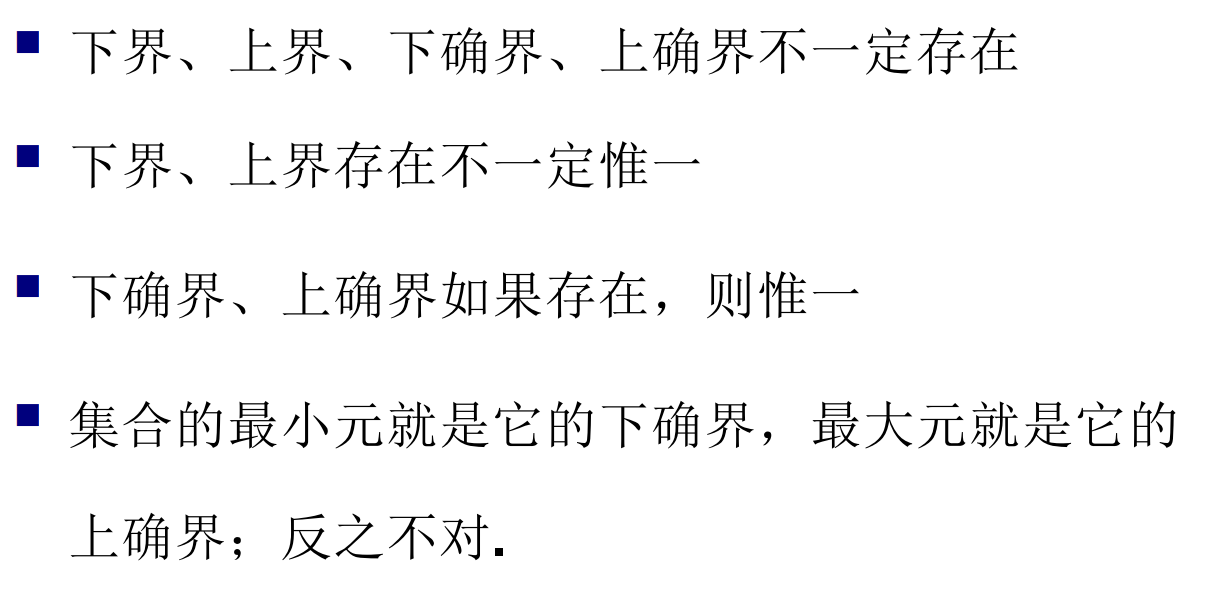 ▪ 下界、上界、下确界、上确界不一定存在
▪ 下界、上界存在不一定惟一
▪ 下确界、上确界如果存在，则惟一
▪ 集合的最小元就是它的下确界，最大元就是它的
上确界；反之不对.